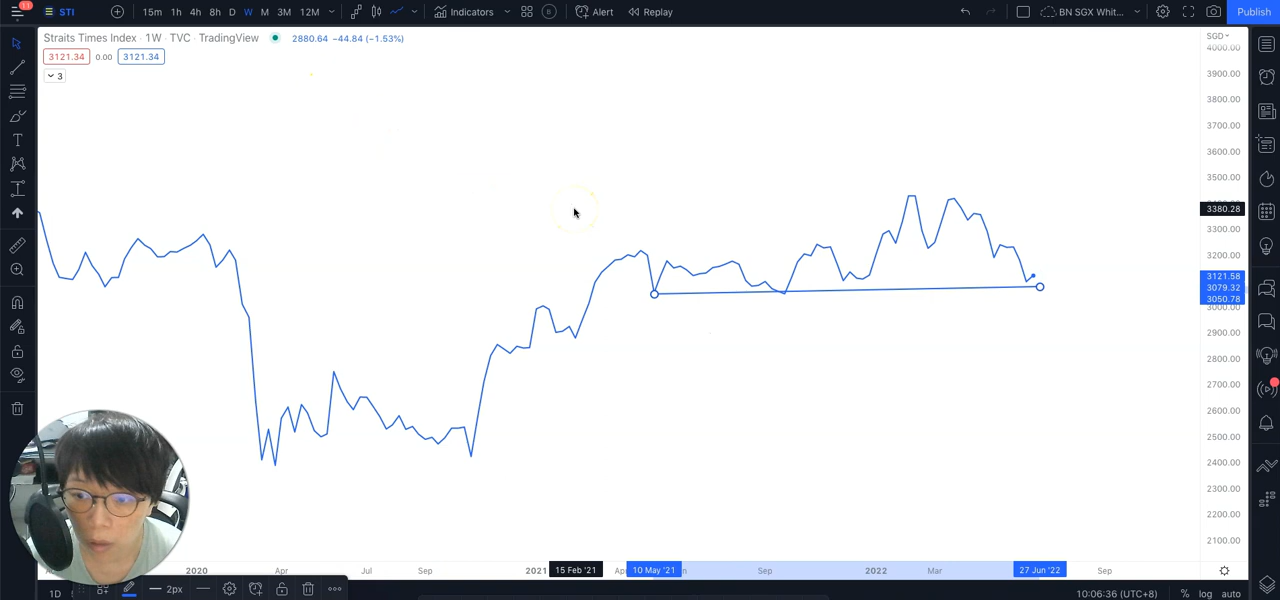 11
STI
15m 1h 4h 8h D W M 3M 12M
Indicators
B
Alert
Replay
BN SGX Whit...
Publish
Straits Times Index · 1W · TVC · TradingView
2880.64 −44.84 (−1.53%)
SGD
3121.34 0.00 3121.34
3
4000.00
3900.00
3800.00
3700.00
3600.00
3500.00
3380.28
3300.00
3200.00
3121.58
3079.32
3050.78
3000.00
2900.00
2800.00
2700.00
2600.00
2500.00
2400.00
2300.00
2200.00
2100.00
2020 Apr Jul Sep 2021 15 Feb '21 10 May '21 Sep 2022 Mar 27 Jun '22 Sep
1D
2px
10:06:36 (UTC+8)
% log auto